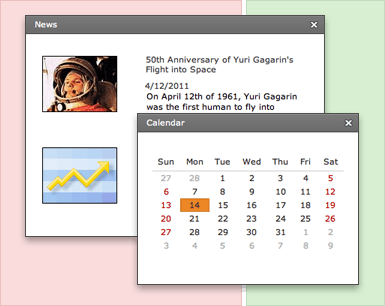 News
50th Anniversary of Yuri Gagarin's
Flight into Space
4/12/2011
On April 12th of 1961, Yuri Gagarin
was the first human to fly into
Calendar
Sun Mon Tue Wed Thu Fri Sat
27 28 1 2 3 4 5
6 7 8 9 10 11 12
13 14 15 16 17 18 19
20 21 22 23 24 25 26
27 28 29 30 31 1 2
3 4 5 6 7 8 9